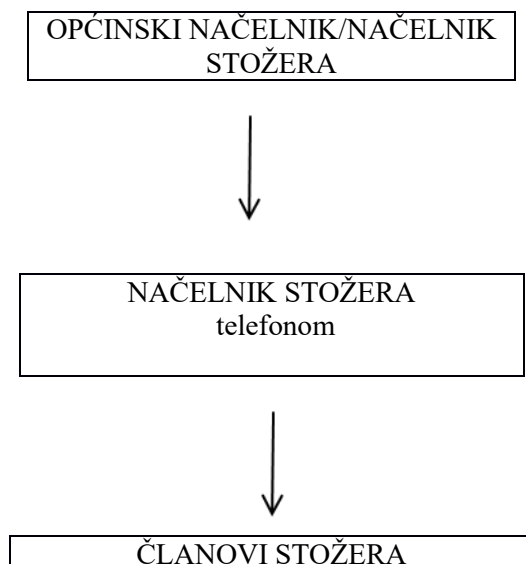 OPĆINSKI NAČELNIK/NAČELNIK
STOŽERA
NAČELNIK STOŽERA
telefonom
ČLANOVI STOŽERA